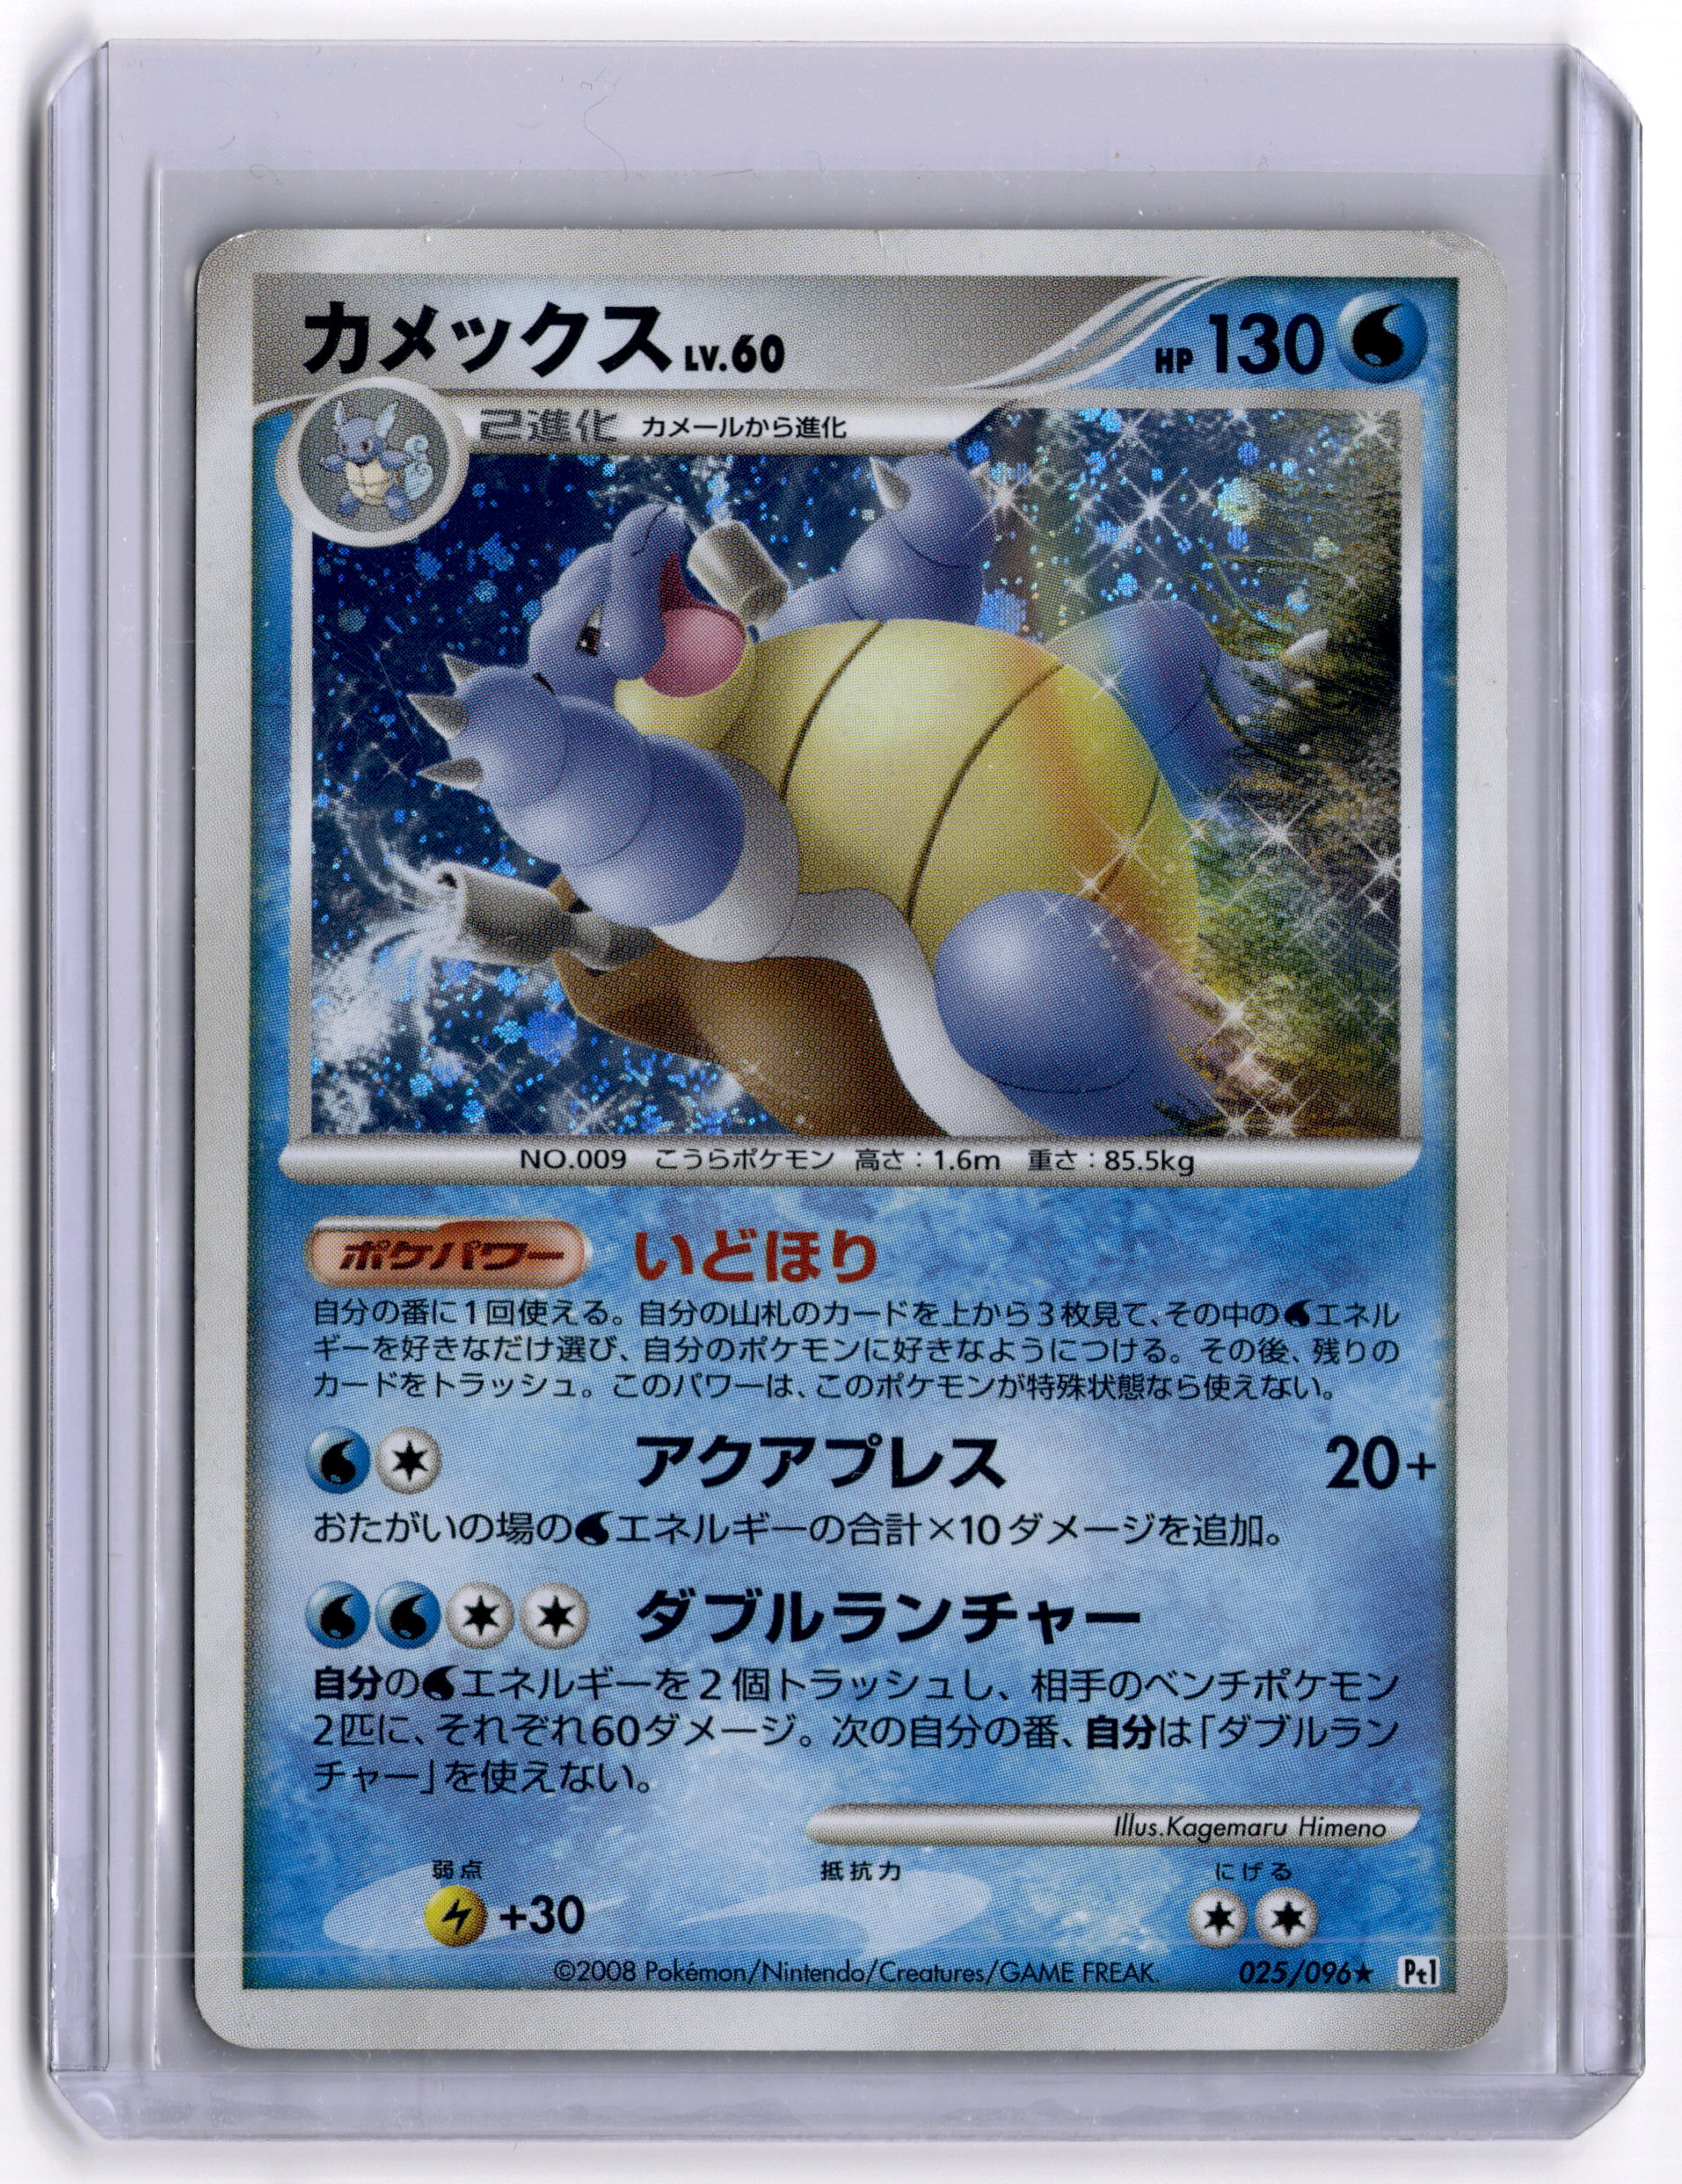 カメックス LV.60
HP 130
2進化 カメールから進化
NO.009 こうらポケモン 高さ：1.6m 重さ：85.5kg
ポケパワー いどほり
自分の番に1回使える。自分の山札のカードを上から3枚見て、その中のエネル
ギーを好きなだけ選び、自分のポケモンに好きなようにつける。その後、残りの
カードをトラッシュ。このパワーは、このポケモンが特殊状態なら使えない。
アクアプレス 20+
おたがいの場のエネルギーの合計×10ダメージを追加。
ダブルランチャー
自分のエネルギーを2個トラッシュし、相手のベンチポケモン
2匹に、それぞれ60ダメージ。次の自分の番、自分は「ダブルラン
チャー」を使えない。
Illus.Kagemaru Himeno
弱点 抵抗力 にげる
+30
©2008 Pokémon/Nintendo/Creatures/GAME FREAK. 025/096★ Pt1